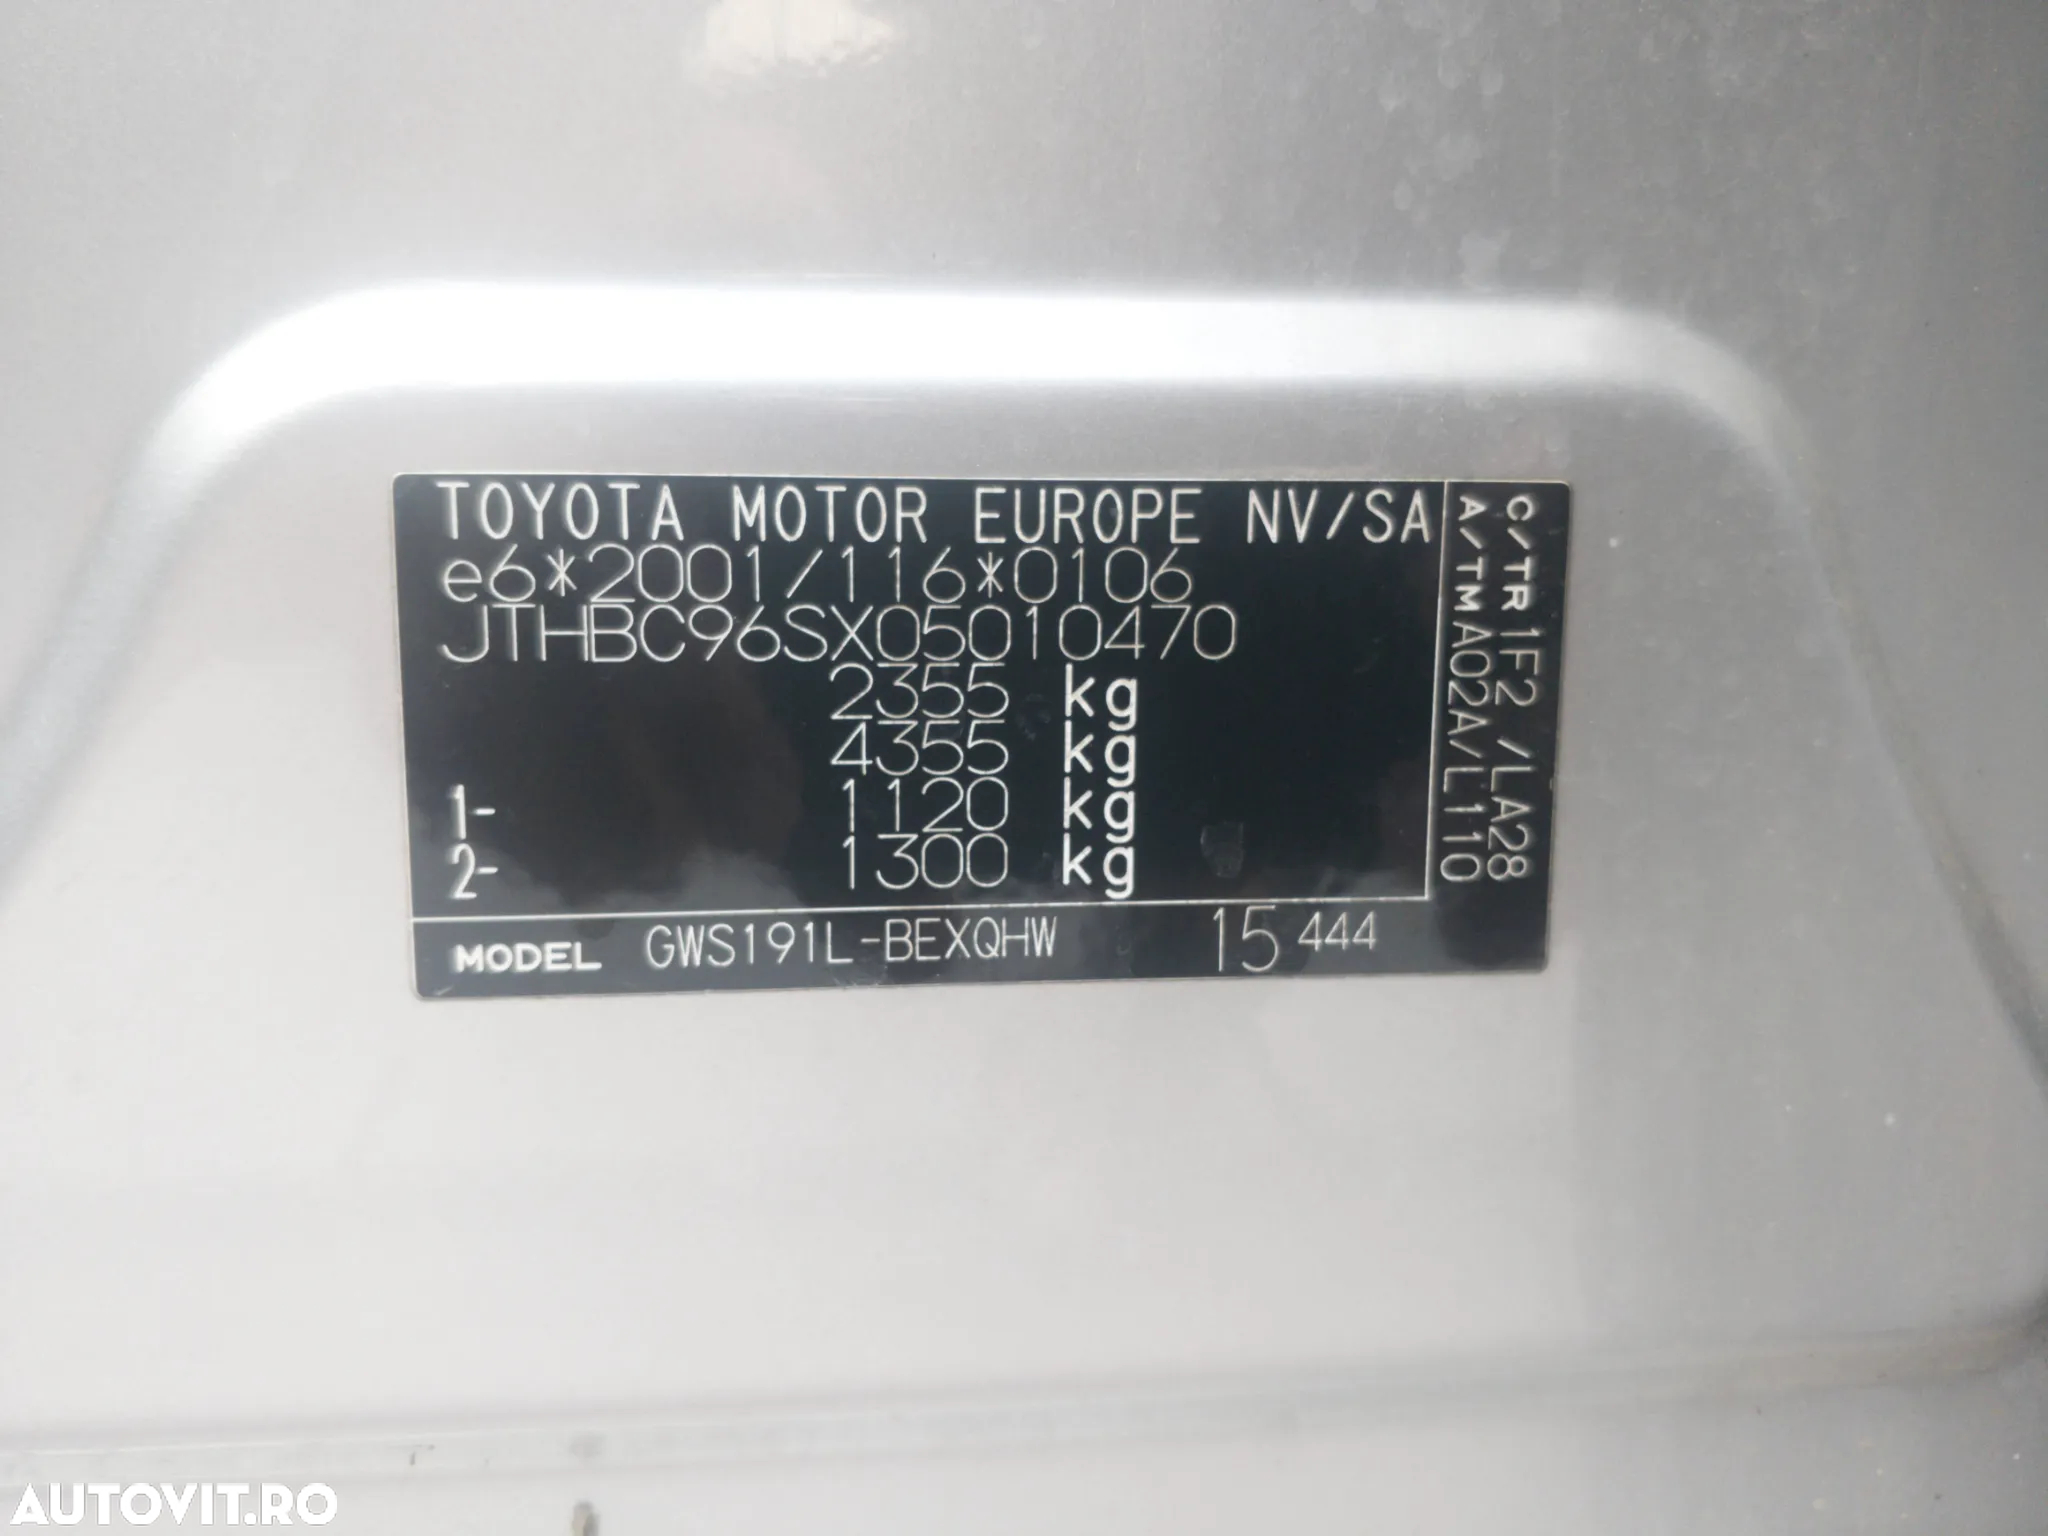 TOYOTA MOTOR EUROPE NV/SA
e6*2001/116*0106
JTHBC96SX05010470
2355 kg
4355 kg
1- 1120 kg
2- 1300 kg
MODEL GWS191L-BEXQHW 15 444
C/TR 1F2 /LA28
A/TM A02A/L110
AUTOVIT.RO